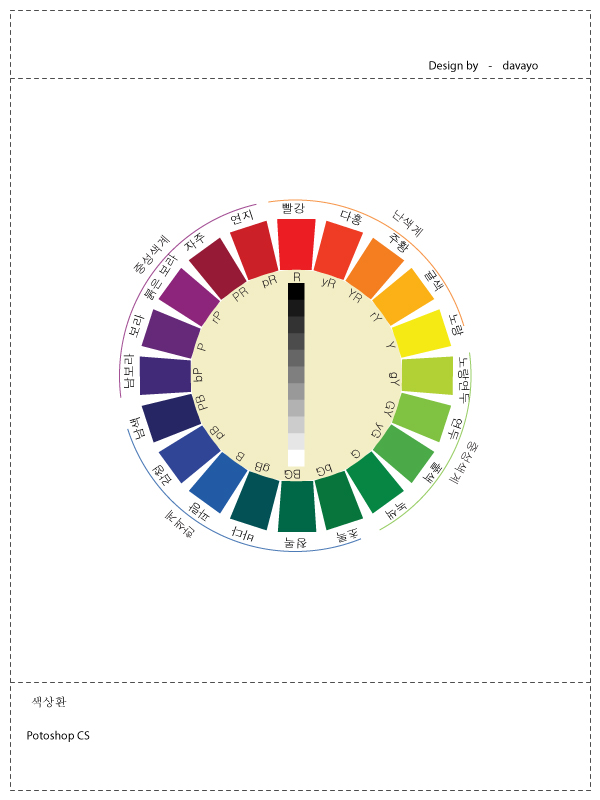 Design by - davayo
빨강
다홍
주황
귤색
노랑
노랑연두
연두
풀색
녹색
초록
청록
바다
파랑
감청
남색
남보라
보라
붉은 보라
자주
연지
난색계
중성색계
한색계
중성색계
R
yR
YR
rY
Y
gY
GY
yG
G
bG
BG
gB
B
pB
PB
bP
P
rP
PR
pR
색상환
Potoshop CS